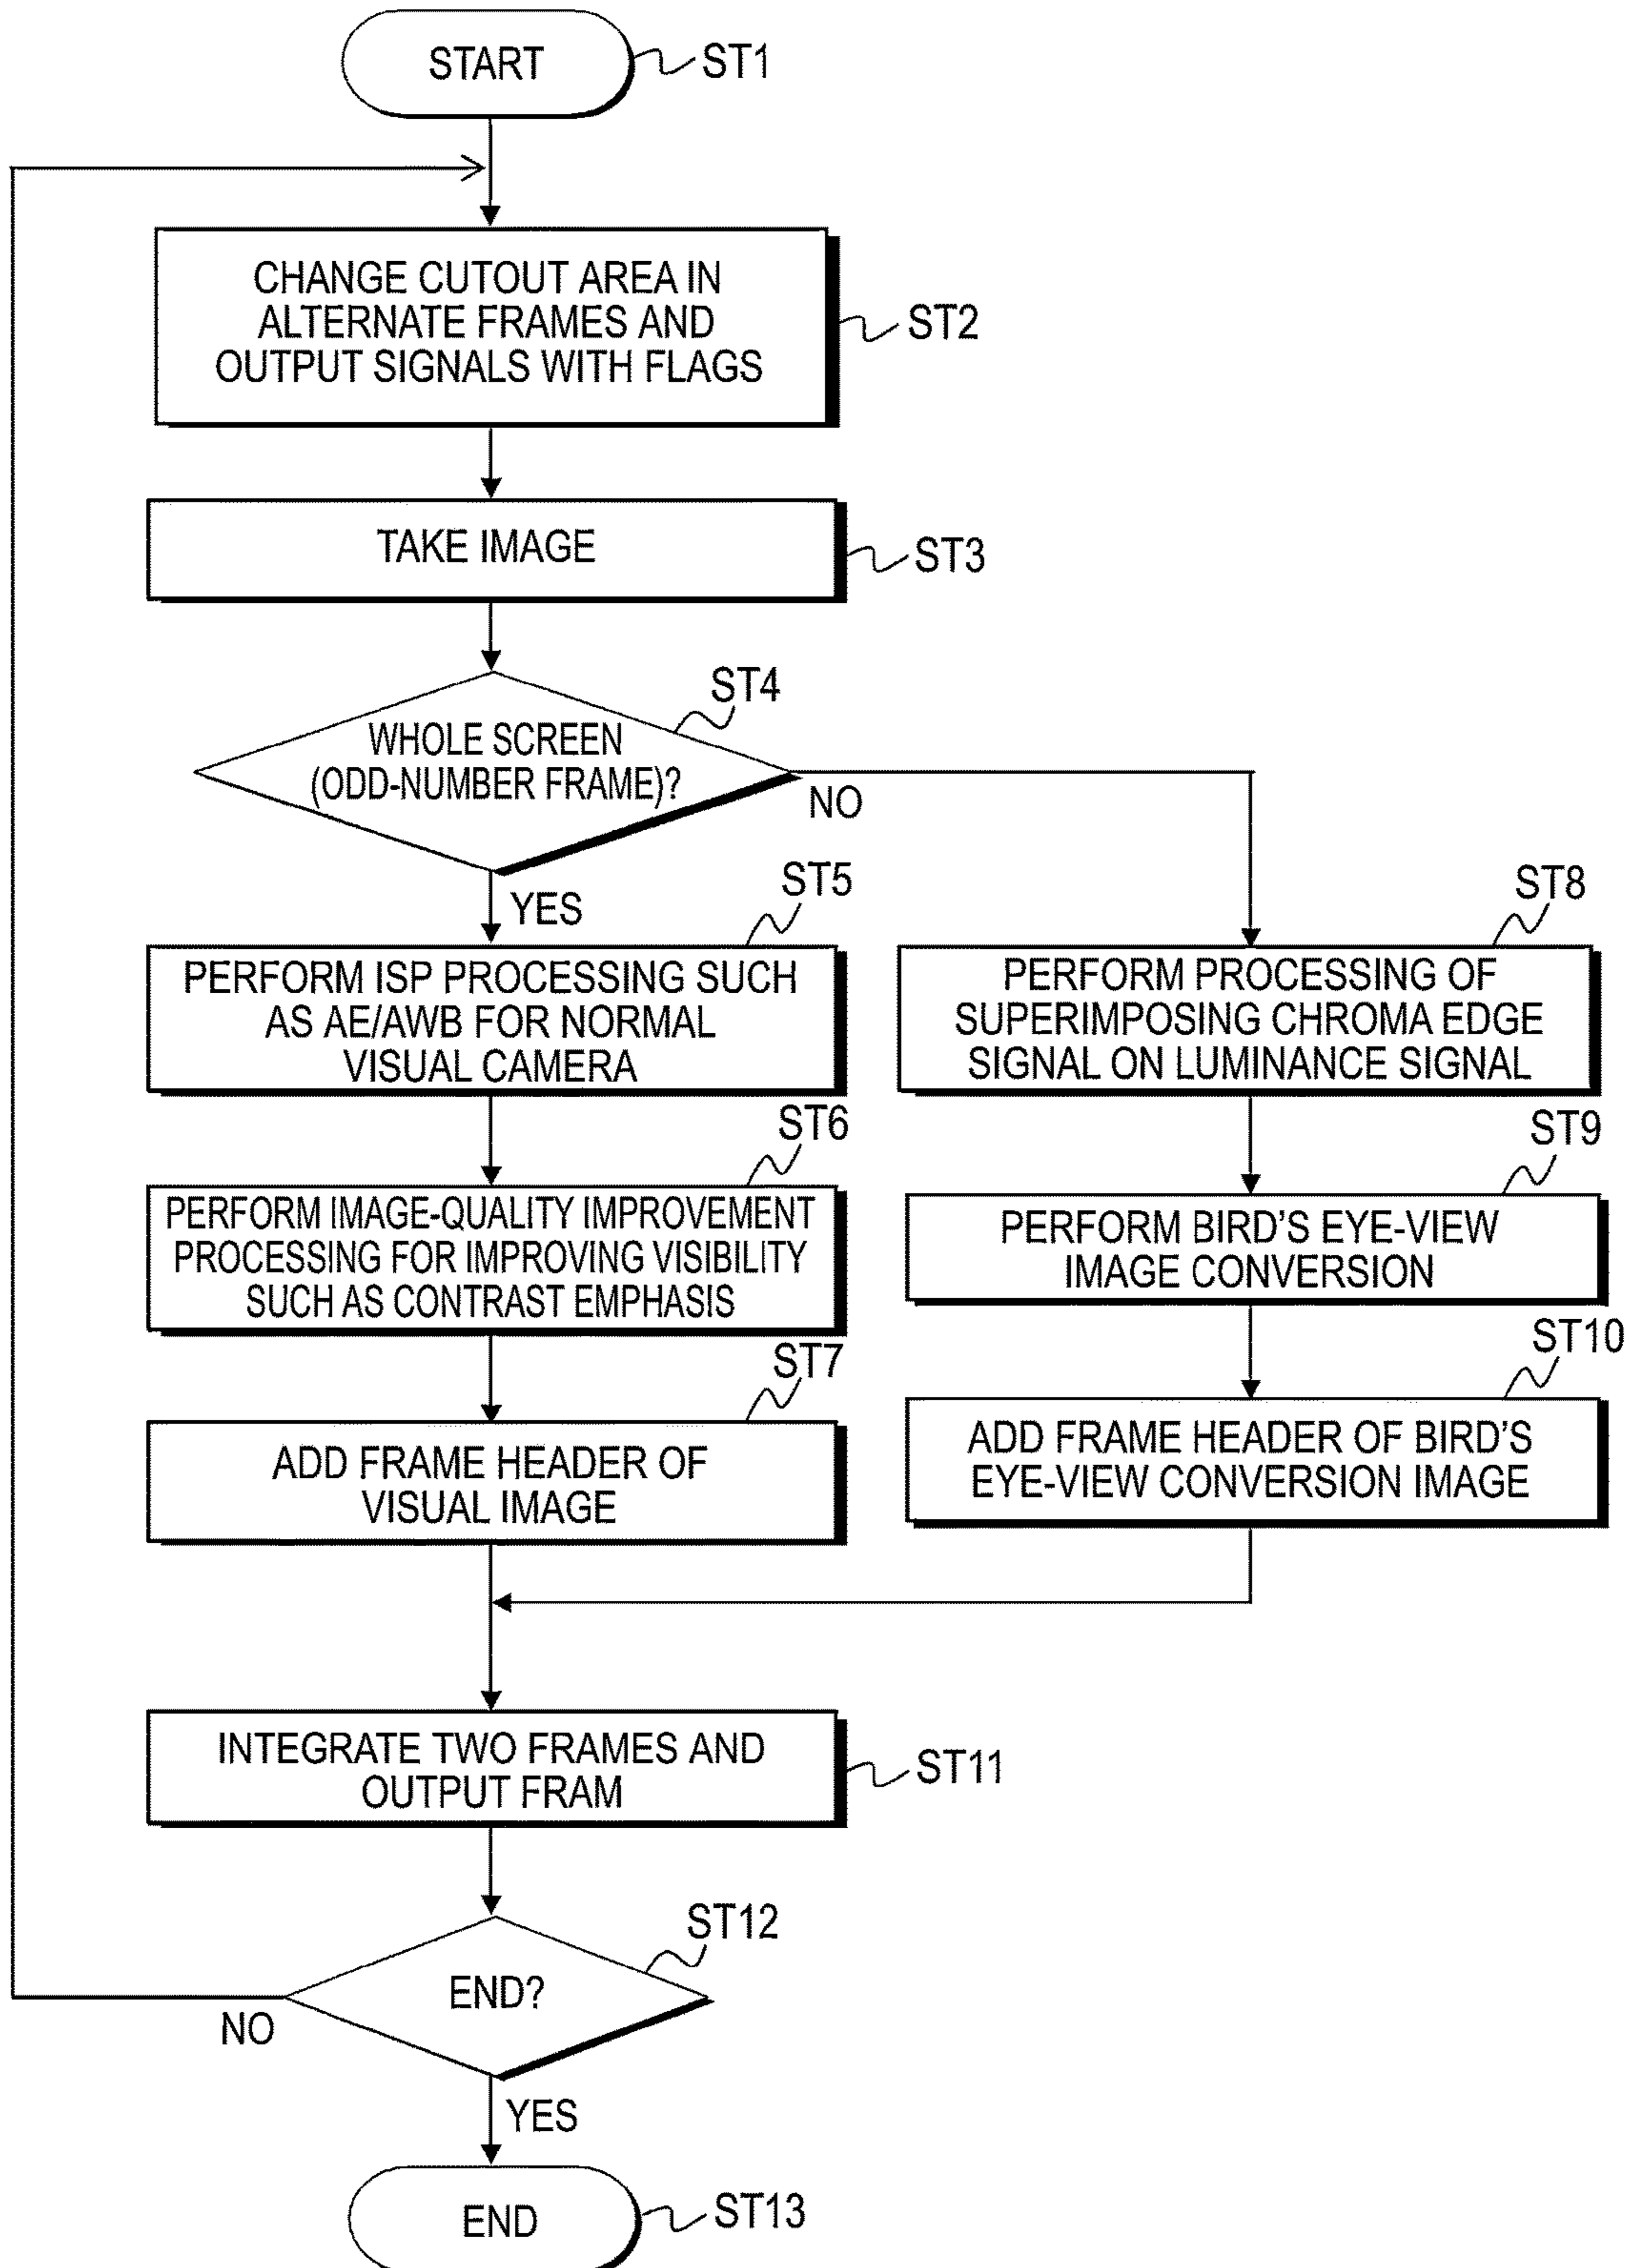 START
ST1
CHANGE CUTOUT AREA IN
ALTERNATE FRAMES AND
OUTPUT SIGNALS WITH FLAGS
ST2
TAKE IMAGE
ST3
ST4
WHOLE SCREEN
(ODD-NUMBER FRAME)?
NO
YES
ST5
PERFORM ISP PROCESSING SUCH
AS AE/AWB FOR NORMAL
VISUAL CAMERA
ST6
PERFORM IMAGE-QUALITY IMPROVEMENT
PROCESSING FOR IMPROVING VISIBILITY
SUCH AS CONTRAST EMPHASIS
ST7
ADD FRAME HEADER OF
VISUAL IMAGE
ST8
PERFORM PROCESSING OF
SUPERIMPOSING CHROMA EDGE
SIGNAL ON LUMINANCE SIGNAL
ST9
PERFORM BIRD'S EYE-VIEW
IMAGE CONVERSION
ST10
ADD FRAME HEADER OF BIRD'S
EYE-VIEW CONVERSION IMAGE
INTEGRATE TWO FRAMES AND
OUTPUT FRAM
ST11
ST12
END?
NO
YES
END
ST13